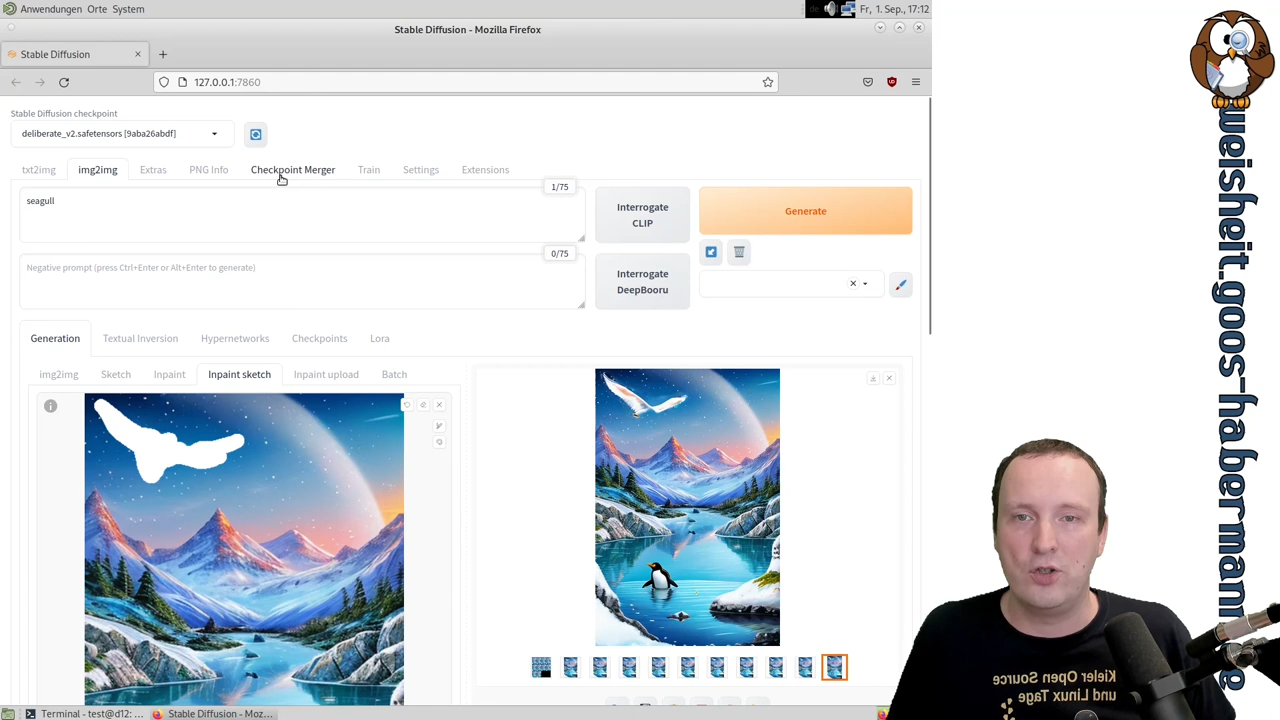 Anwendungen Orte System
de
Fr, 1. Sep., 17:12
Stable Diffusion - Mozilla Firefox
Stable Diffusion
127.0.0.1:7860
Stable Diffusion checkpoint
deliberate_v2.safetensors [9aba26abdf]
txt2img
img2img
Extras
PNG Info
Checkpoint Merger
Train
Settings
Extensions
1/75
seagull
Interrogate
CLIP
Generate
0/75
Negative prompt (press Ctrl+Enter or Alt+Enter to generate)
Interrogate
DeepBooru
Generation
Textual Inversion
Hypernetworks
Checkpoints
Lora
img2img
Sketch
Inpaint
Inpaint sketch
Inpaint upload
Batch
Terminal - test@d12: ...
Stable Diffusion - Moz...
weisheit.goos-habermann.de
Kieler Open Source
und Linux Tage